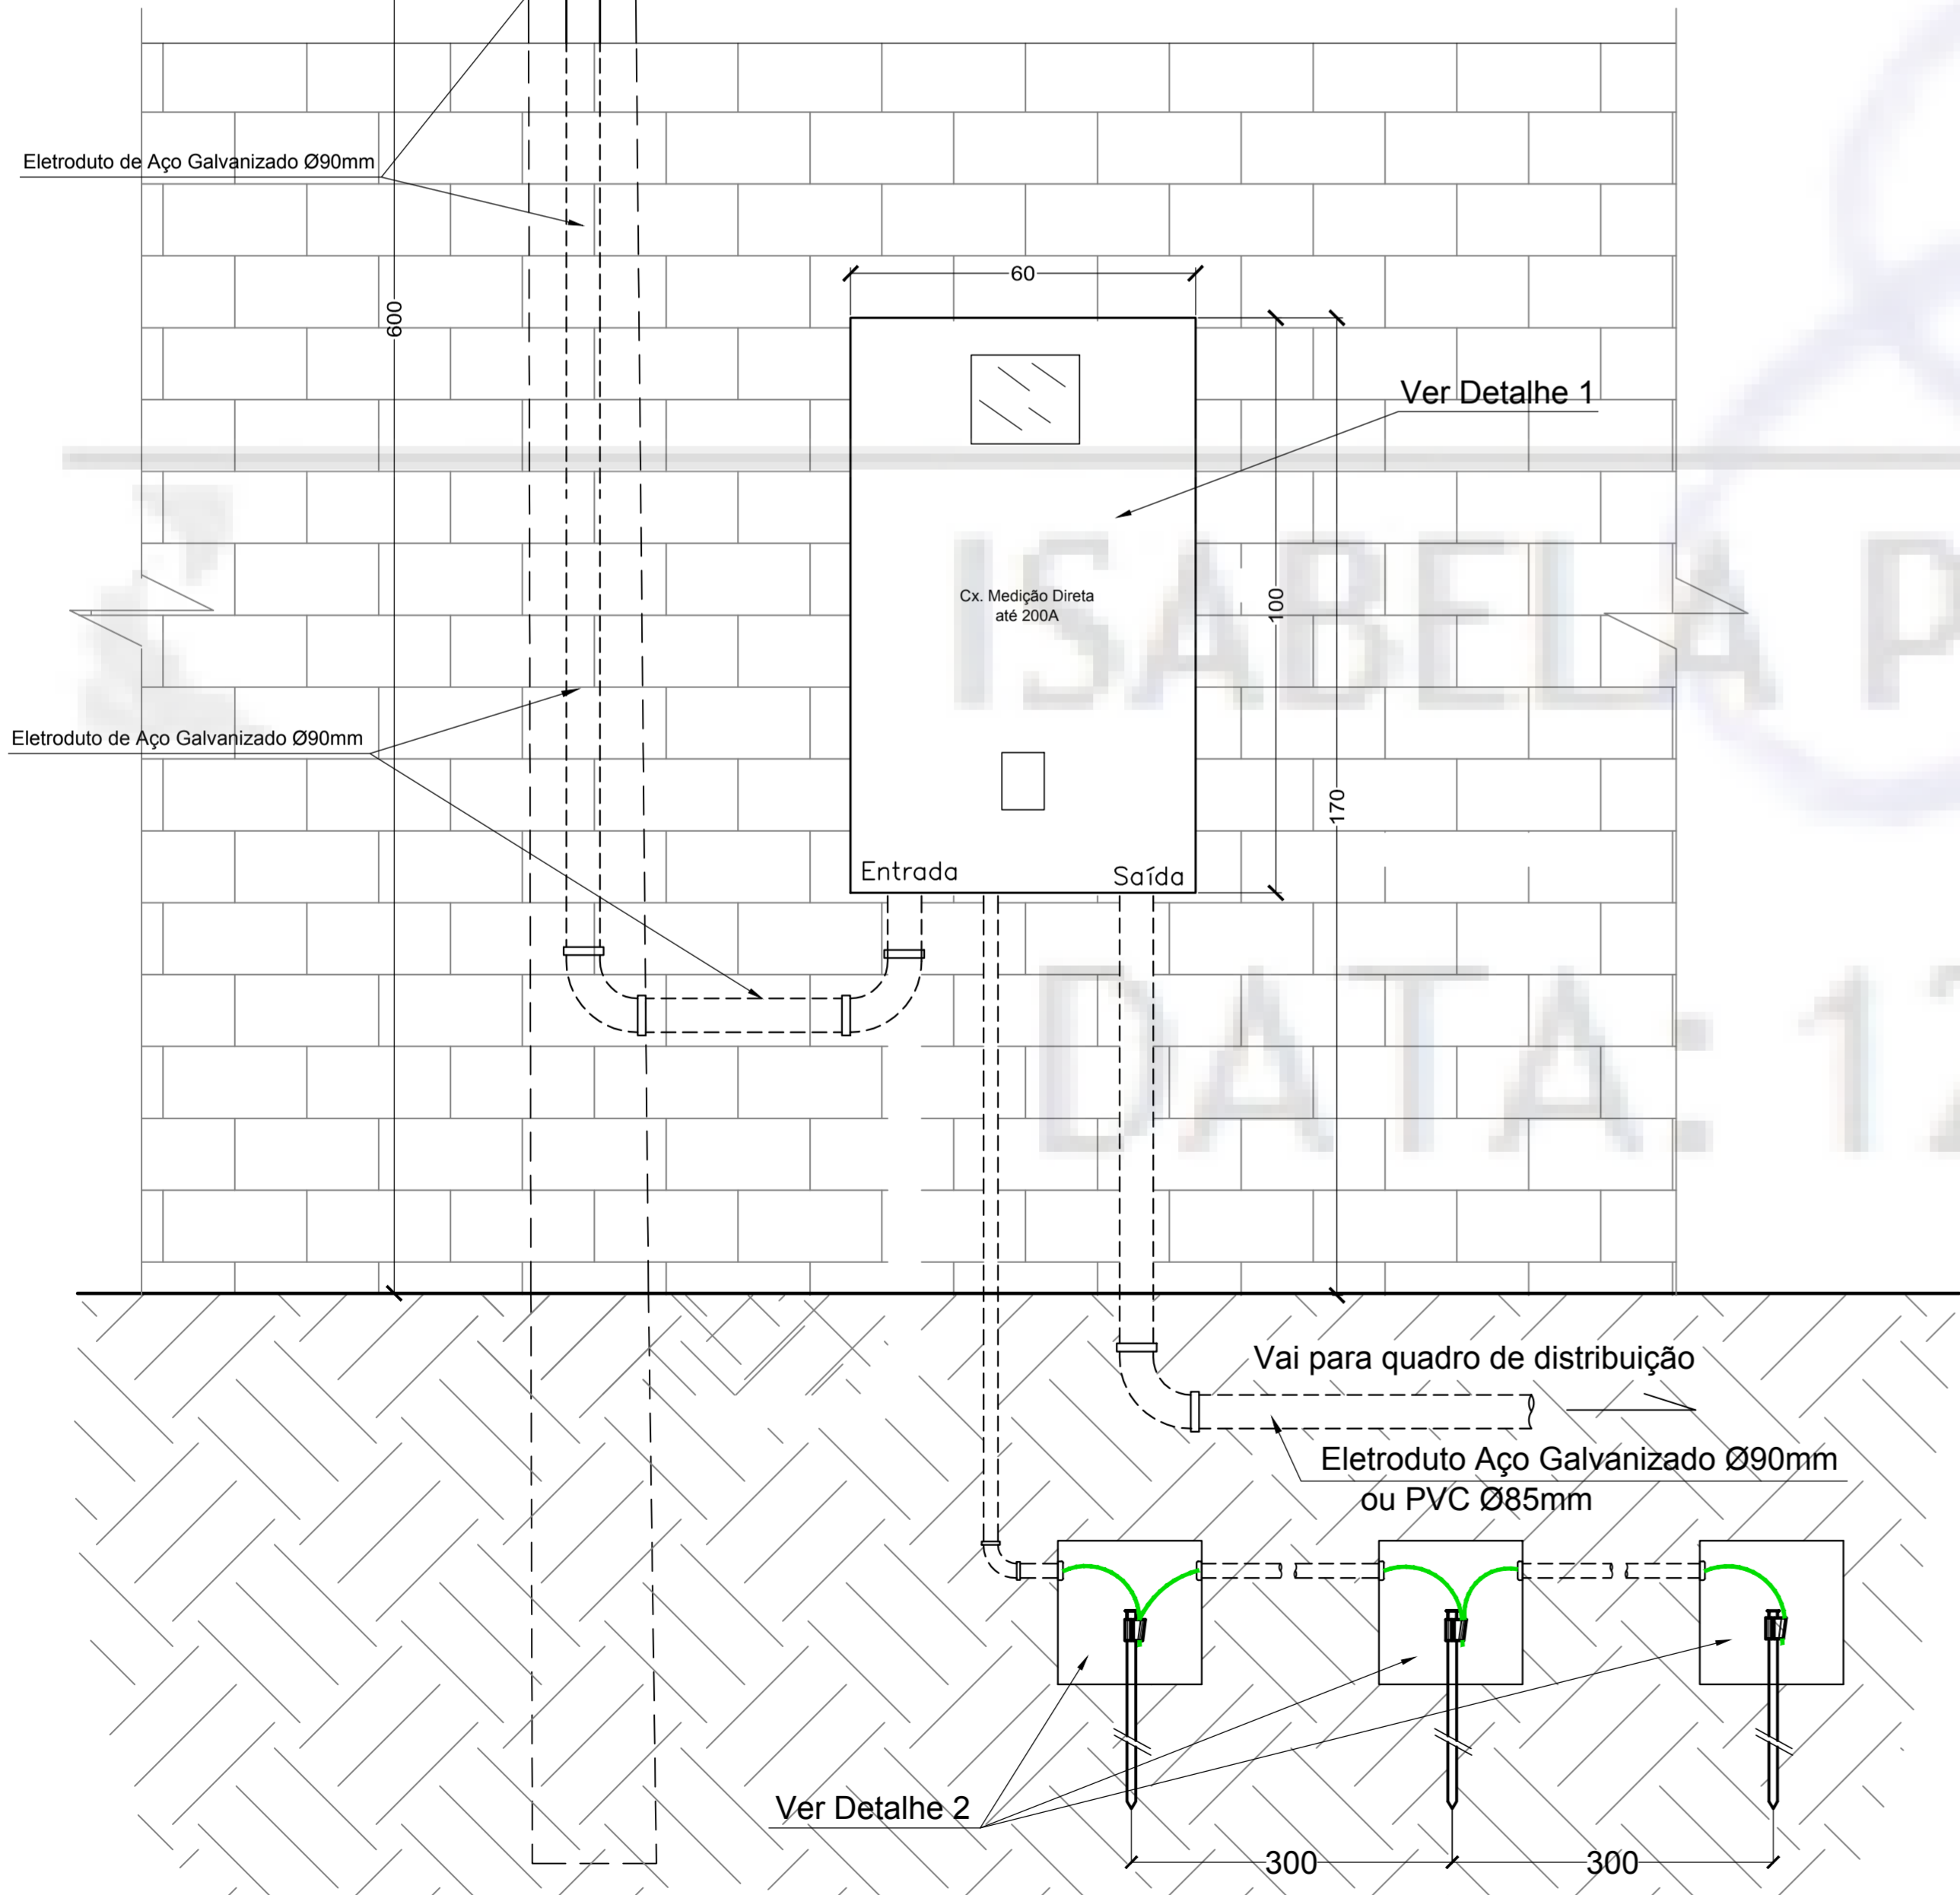 Eletroduto de Aço Galvanizado Ø90mm
60
600
Ver Detalhe 1
ISABELA P
Cx. Medição Direta
até 200A
100
Eletroduto de Aço Galvanizado Ø90mm
170
Entrada
Saída
DATA: 12
Vai para quadro de distribuição
Eletroduto Aço Galvanizado Ø90mm
ou PVC Ø85mm
Ver Detalhe 2
300
300